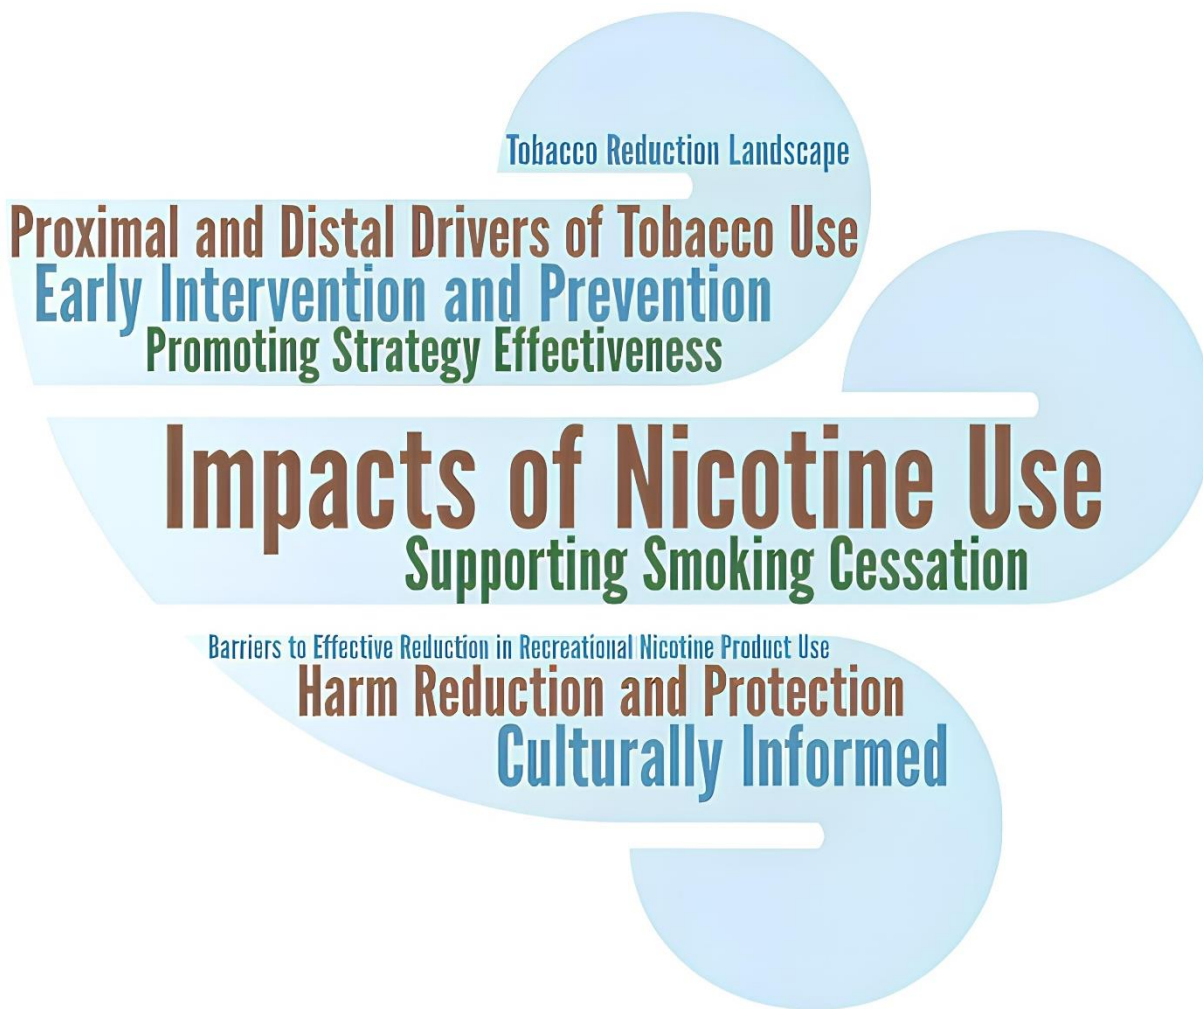 Tobacco Reduction Landscape
Proximal and Distal Drivers of Tobacco Use
Early Intervention and Prevention
Promoting Strategy Effectiveness
Impacts of Nicotine Use
Supporting Smoking Cessation
Barriers to Effective Reduction in Recreational Nicotine Product Use
Harm Reduction and Protection
Culturally Informed